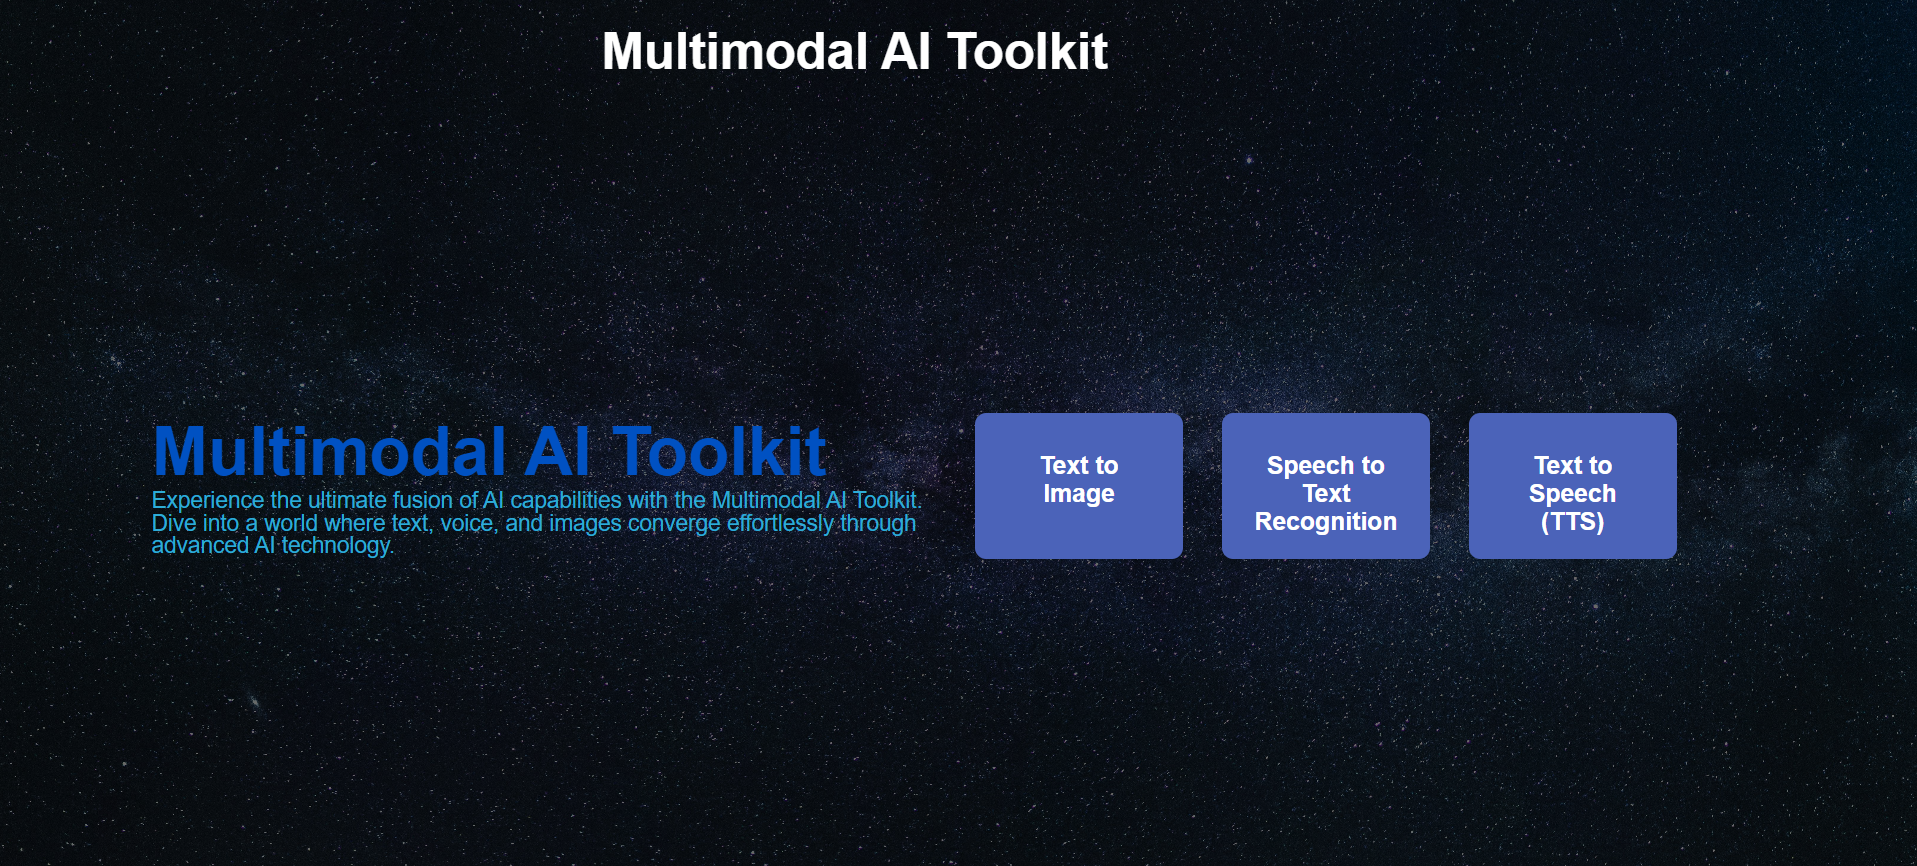 Multimodal AI Toolkit
Multimodal AI Toolkit
Experience the ultimate fusion of AI capabilities with the Multimodal AI Toolkit.
Dive into a world where text, voice, and images converge effortlessly through
advanced AI technology.
Text to
Image
Speech to
Text
Recognition
Text to
Speech
(TTS)